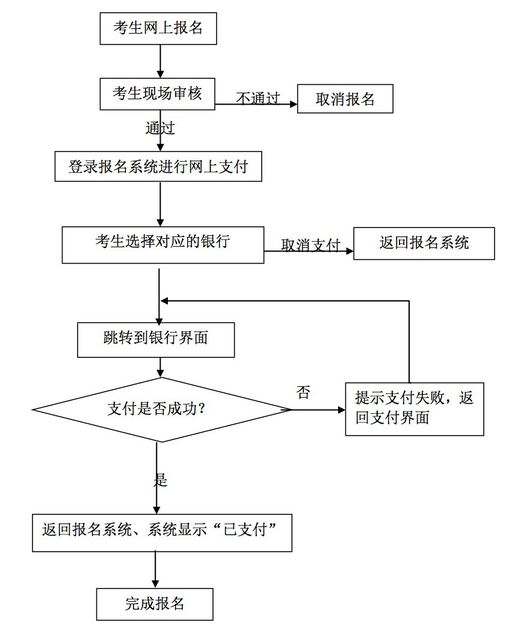 考生网上报名
考生现场审核
不通过
取消报名
通过
登录报名系统进行网上支付
考生选择对应的银行
取消支付
返回报名系统
跳转到银行界面
支付是否成功？
否
提示支付失败，返
回支付界面
是
返回报名系统、系统显示“已支付”
完成报名